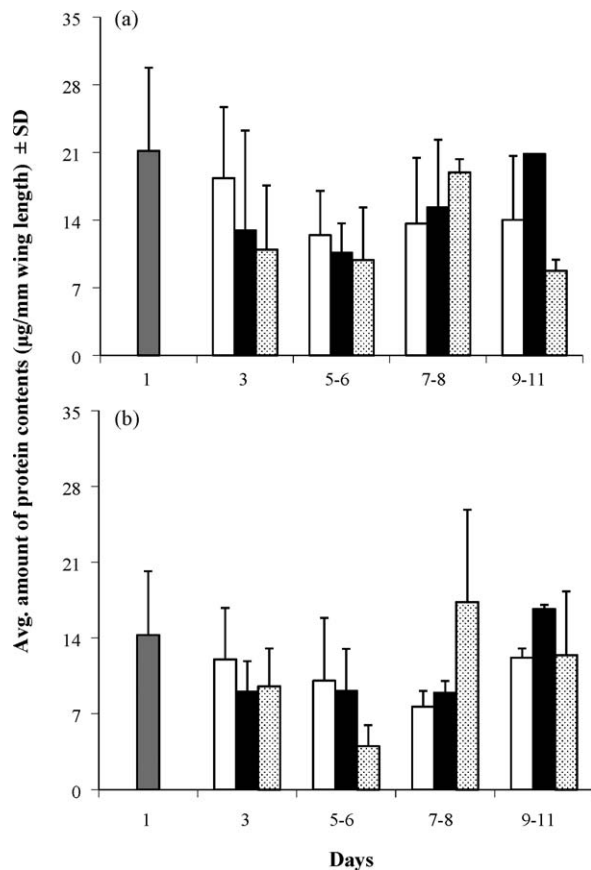 Avg. amount of protein contents (µg/mm wing length) ± SD
(a)
35
28
21
14
7
0
1 3 5-6 7-8 9-11
(b)
35
28
21
14
7
0
1 3 5-6 7-8 9-11
Days